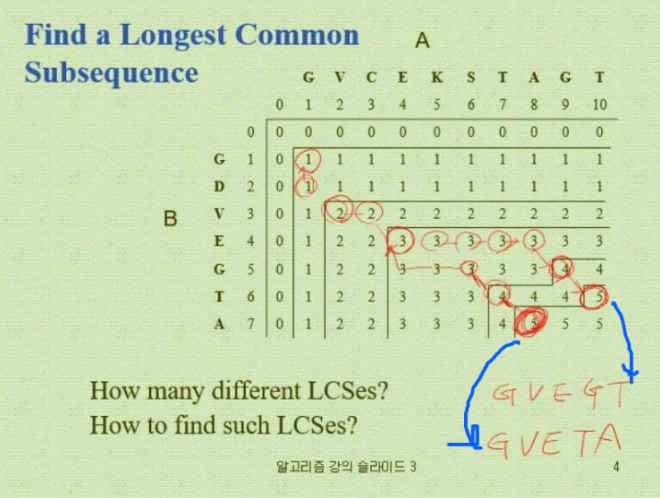 Find a Longest Common
Subsequence
A
G V C E K S T A G T
0 1 2 3 4 5 6 7 8 9 10
0 0 0 0 0 0 0 0 0 0 0 0
G 1 0 1 1 1 1 1 1 1 1 1 1
D 2 0 1 1 1 1 1 1 1 1 1 1
B
V 3 0 1 2 2 2 2 2 2 2 2 2
E 4 0 1 2 2 3 3 3 3 3 3 3
G 5 0 1 2 2 3 3 3 3 3 4 4
T 6 0 1 2 2 3 3 3 4 4 4 5
A 7 0 1 2 2 3 3 3 4 5 5 5
How many different LCSes?
How to find such LCSes?
G V E G T
G V E T A
알고리즘 강의 슬라이드 3
4